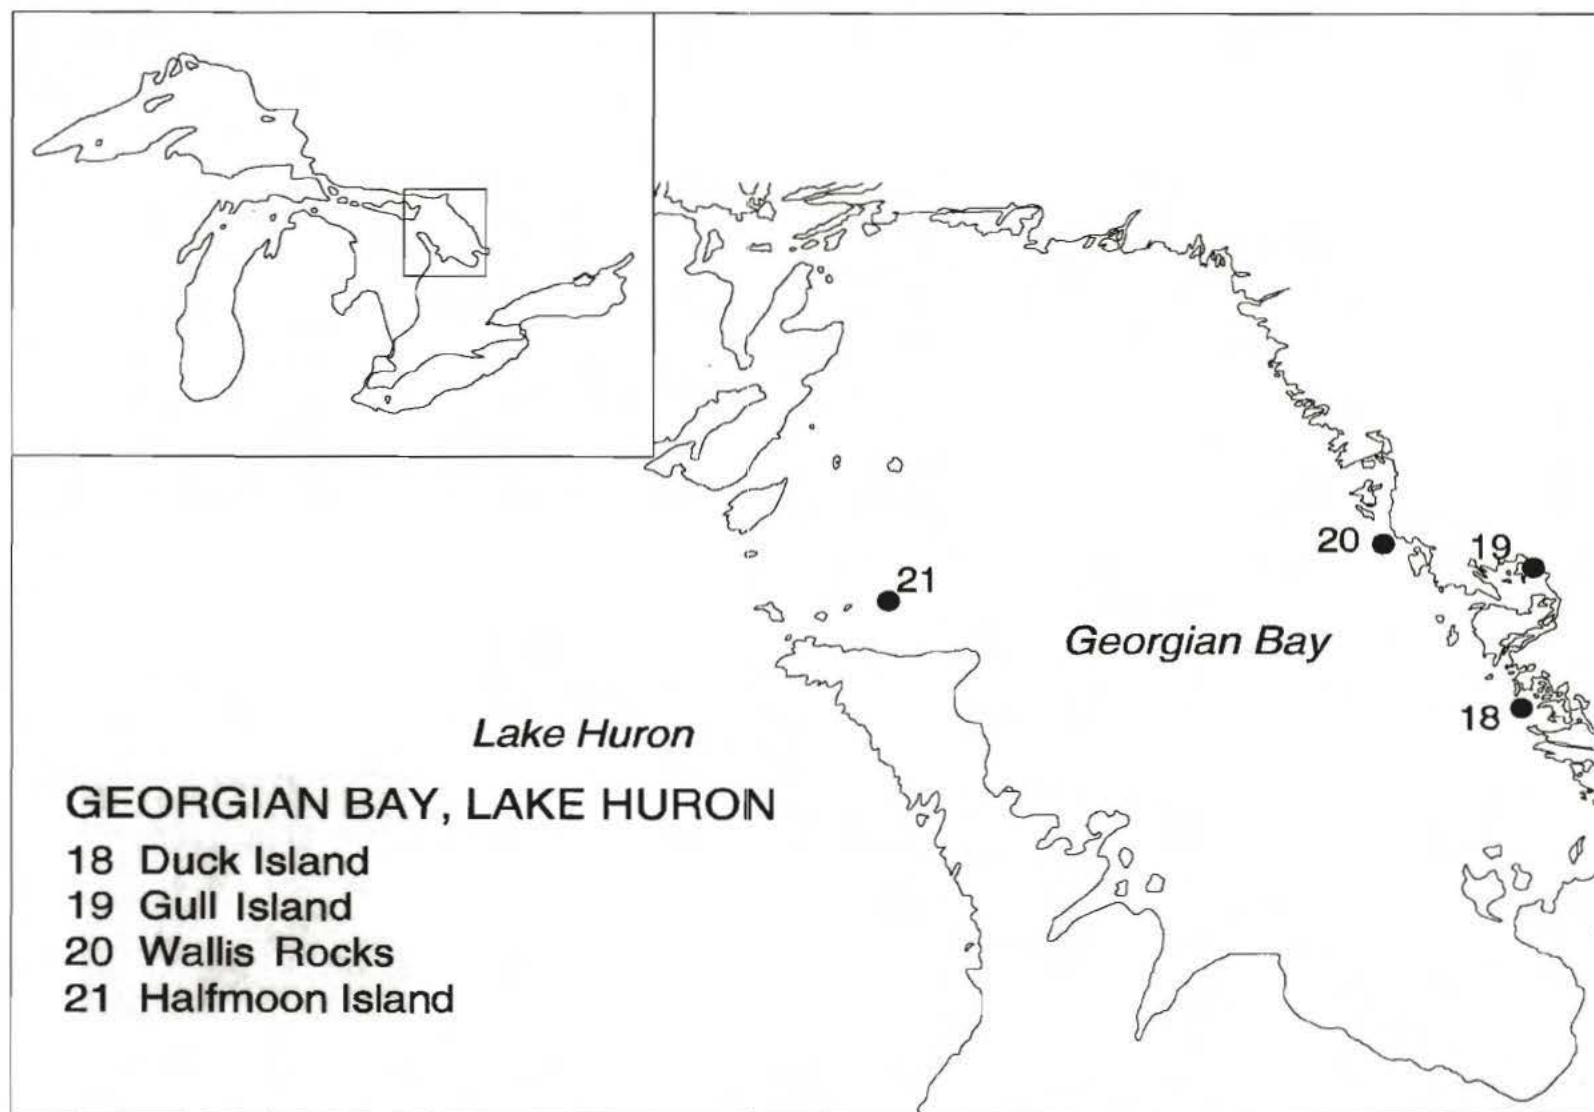 20
19
21
Georgian Bay
18
Lake Huron
GEORGIAN BAY, LAKE HURON
18 Duck Island
19 Gull Island
20 Wallis Rocks
21 Halfmoon Island